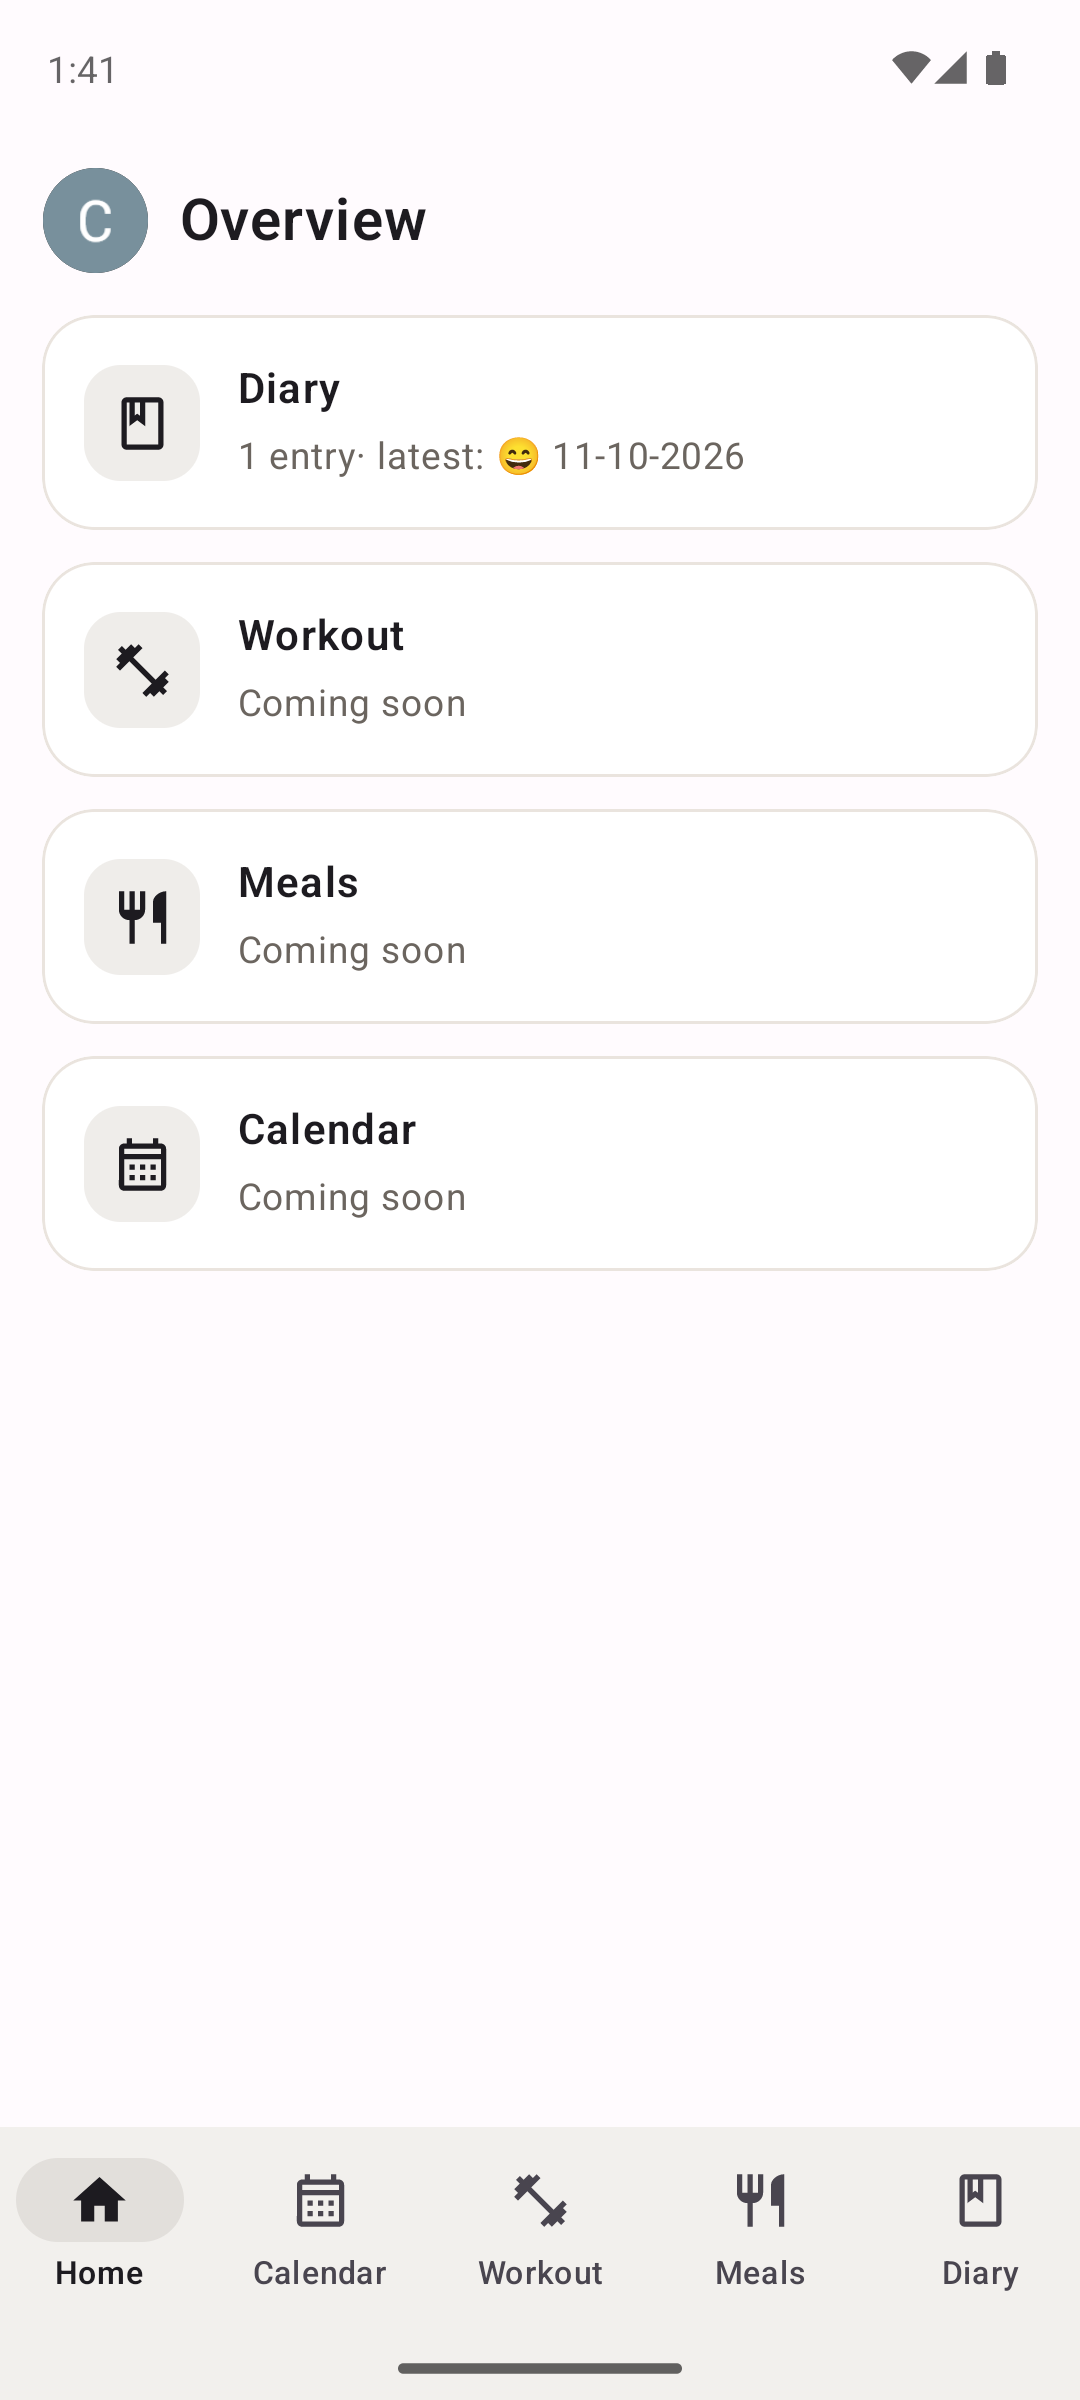 1:41
C
Overview
Diary
1 entry· latest: 😄 11-10-2026
Workout
Coming soon
Meals
Coming soon
Calendar
Coming soon
Home
Calendar
Workout
Meals
Diary